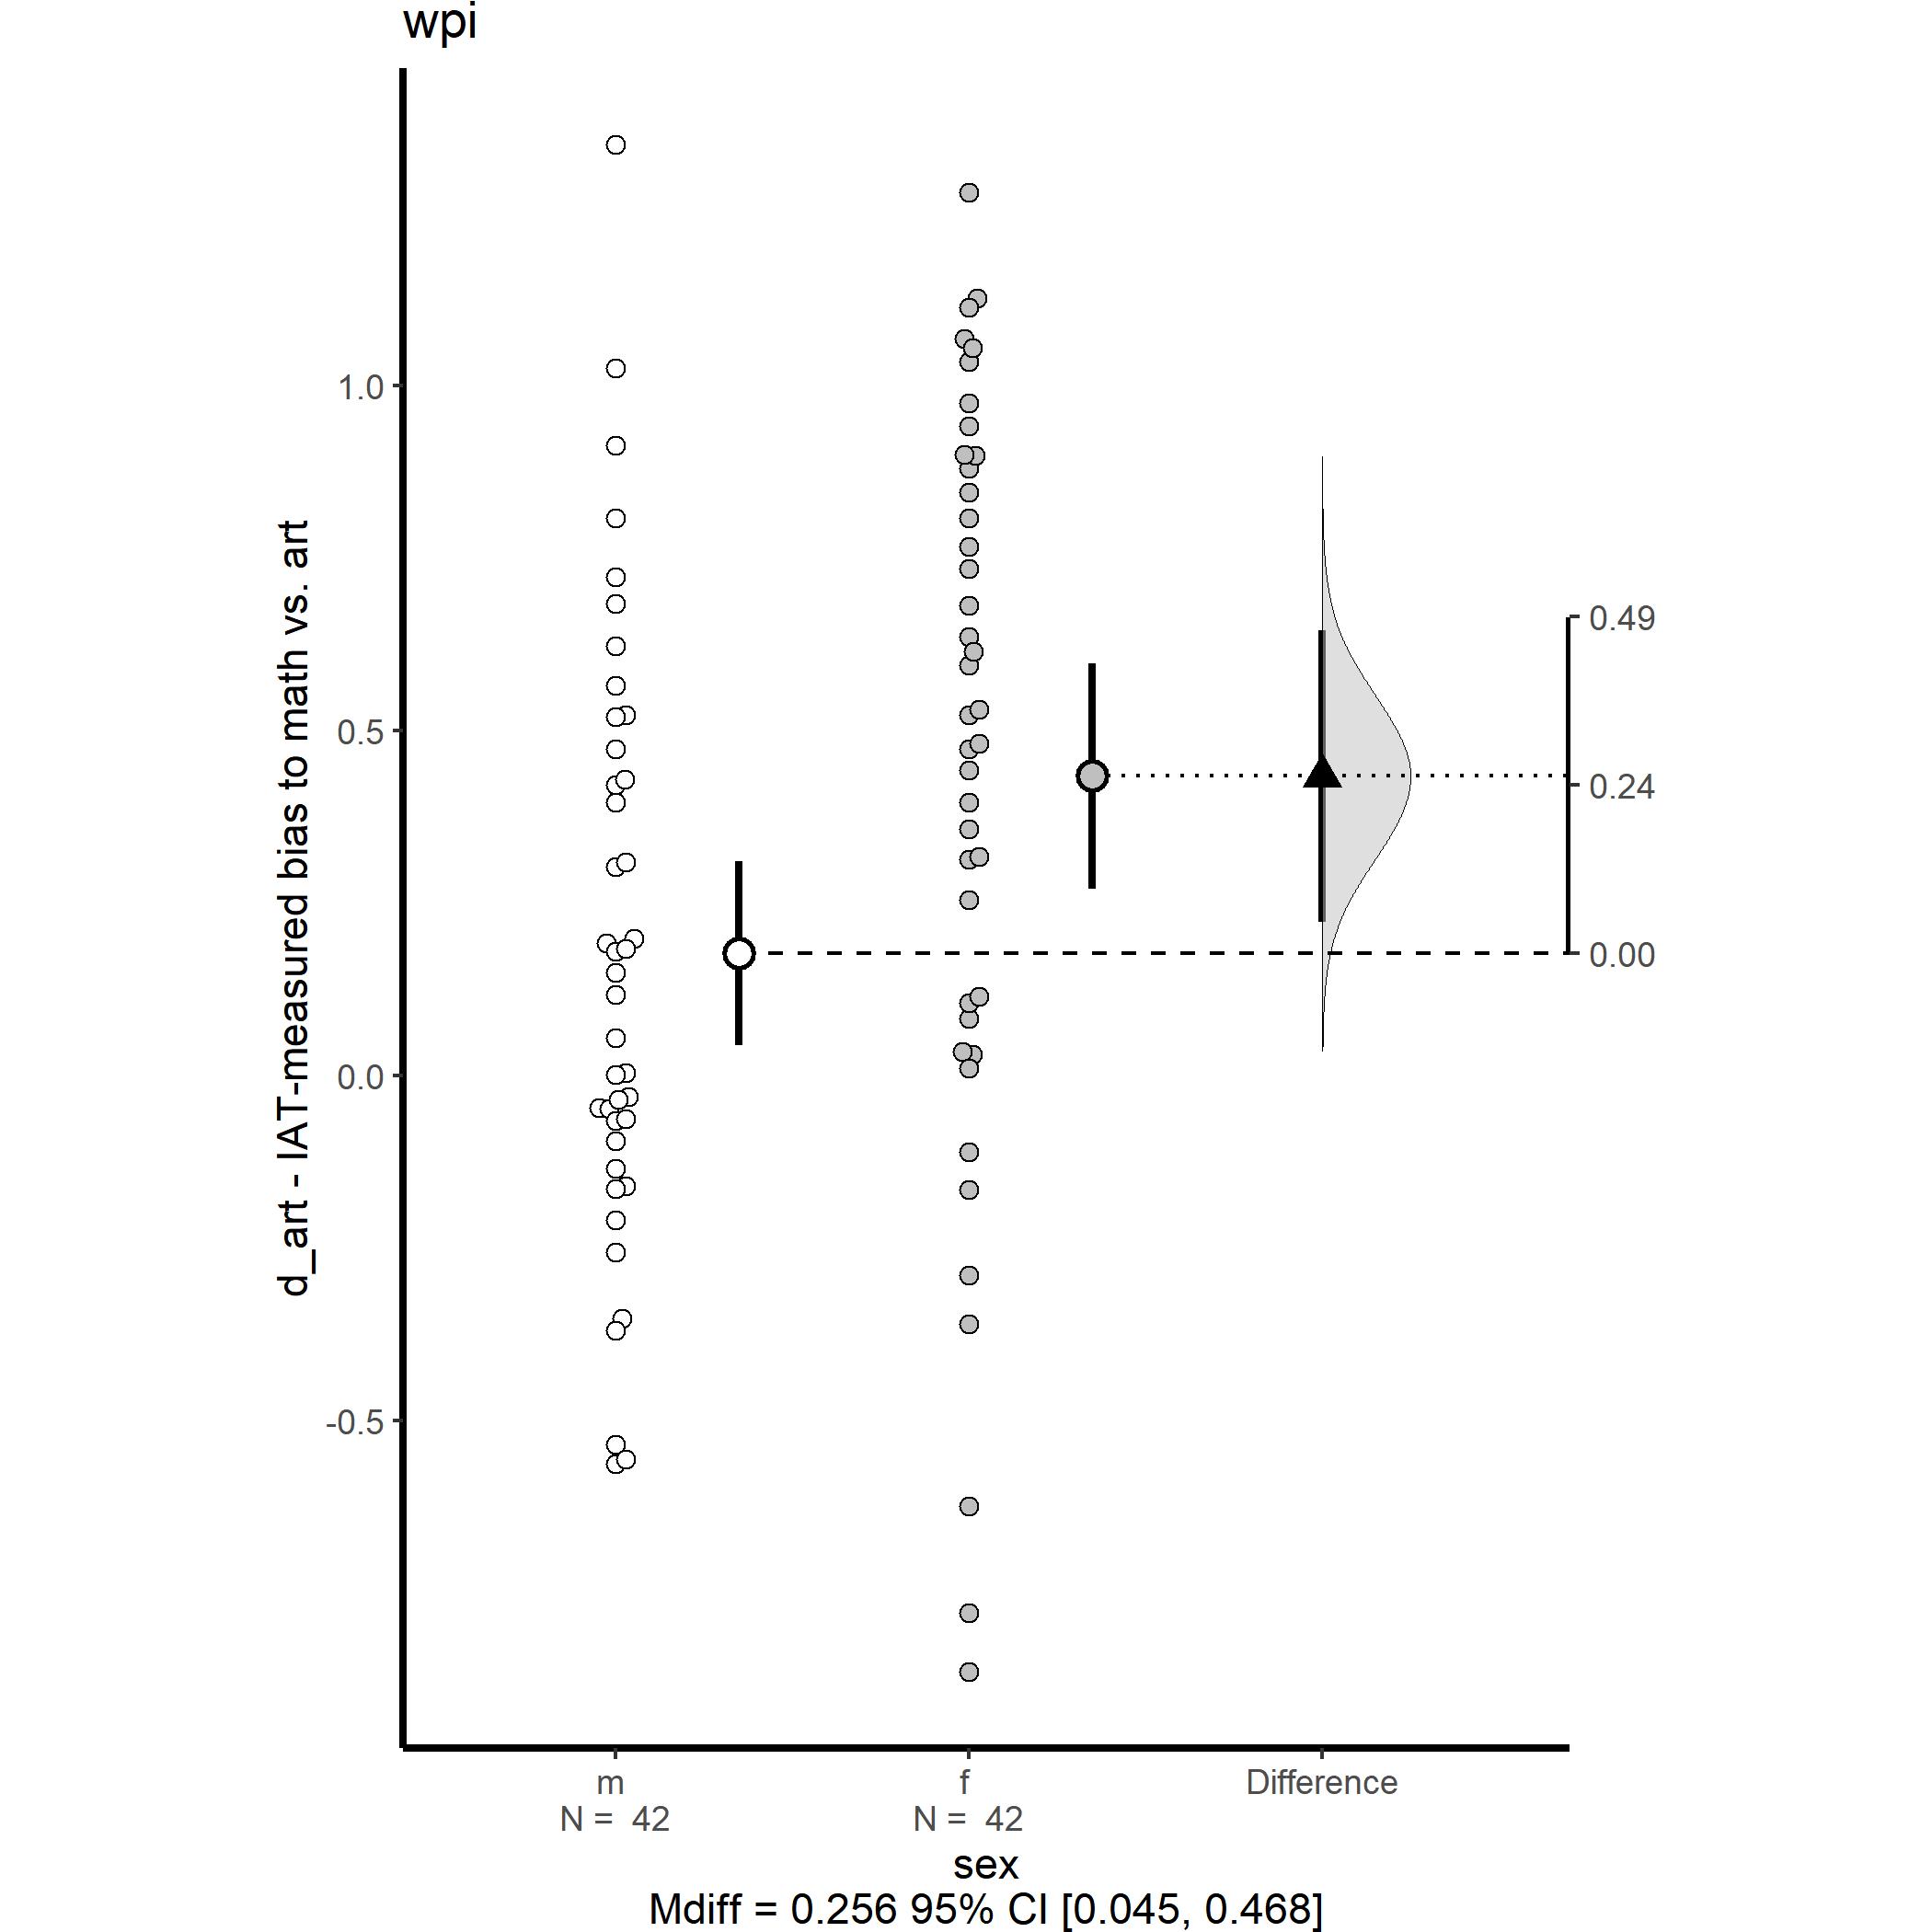 wpi
d_art - IAT-measured bias to math vs. art
1.0
0.5
0.0
-0.5
0.49
0.24
0.00
m
N = 42
f
N = 42
Difference
sex
Mdiff = 0.256 95% CI [0.045, 0.468]